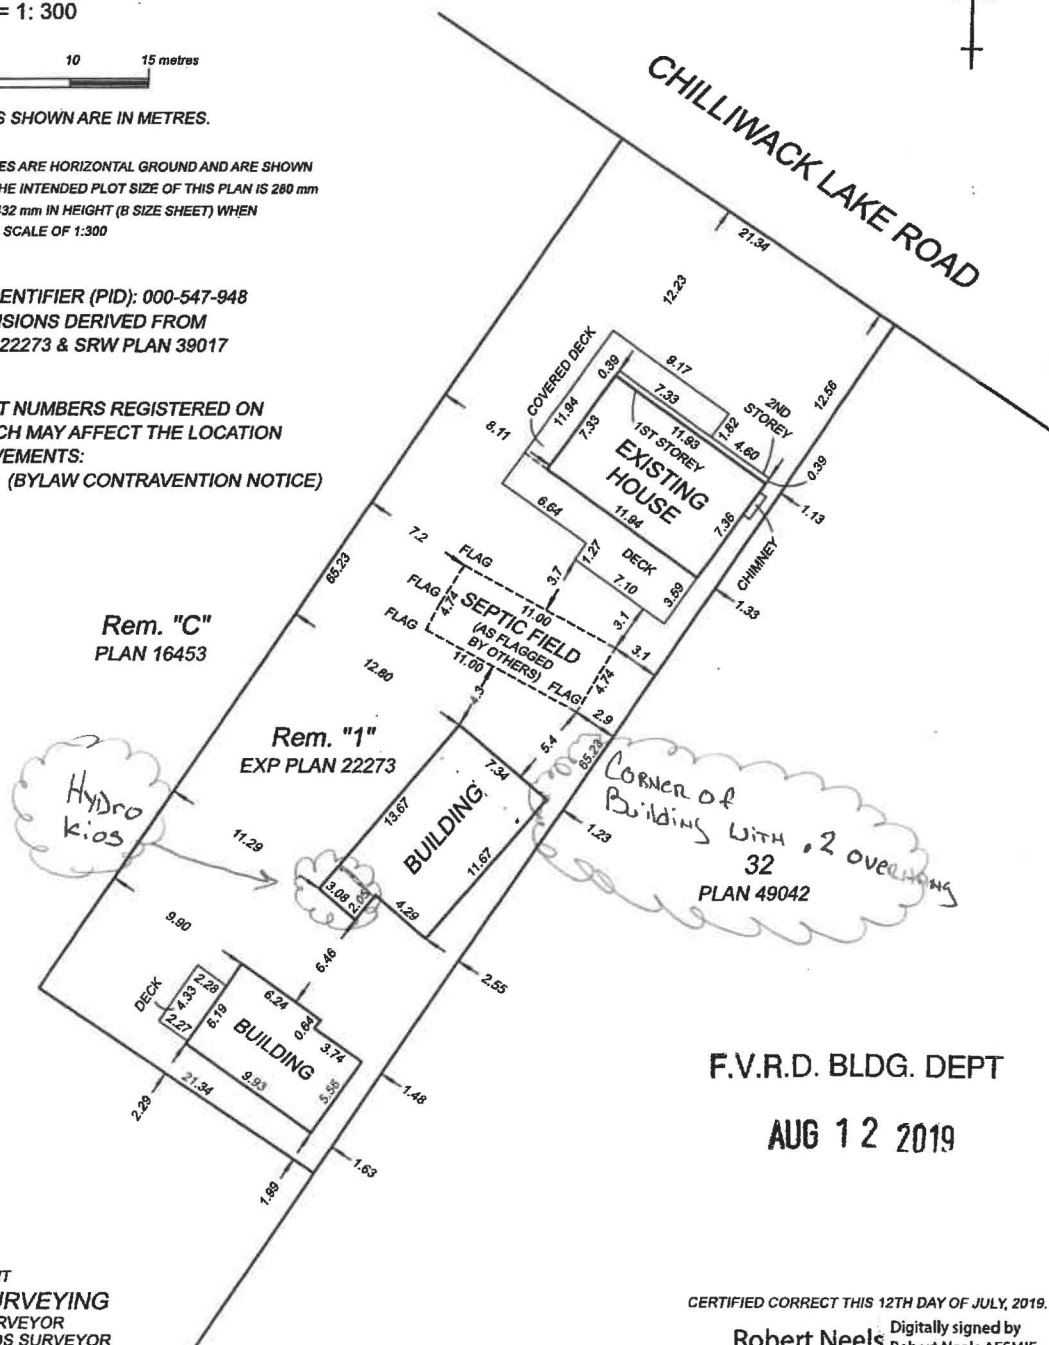 = 1: 300
10 15 metres
S SHOWN ARE IN METRES.
ES ARE HORIZONTAL GROUND AND ARE SHOWN
HE INTENDED PLOT SIZE OF THIS PLAN IS 280 mm
432 mm IN HEIGHT (B SIZE SHEET) WHEN
SCALE OF 1:300
ENTIFIER (PID): 000-547-948
SIONS DERIVED FROM
22273 & SRW PLAN 39017
T NUMBERS REGISTERED ON
CH MAY AFFECT THE LOCATION
VEMENTS:
(BYLAW CONTRAVENTION NOTICE)
CHILLIWACK LAKE ROAD
21.34
12.23
12.56
COVERED DECK
11.94
0.39
9.17
7.33
7.33
11.93
1ST STOREY
1.82
4.60
2ND
STOREY
0.39
EXISTING
HOUSE
8.11
6.64
11.94
7.36
CHIMNEY
1.13
1.27
DECK
7.10
3.59
1.33
7.2
FLAG
3.7
FLAG
4.74
11.00
3.1
FLAG
SEPTIC FIELD
(AS FLAGGED
BY OTHERS)
11.00
FLAG
4.74
3.1
2.9
65.23
Rem. "C"
PLAN 16453
12.80
Rem. "1"
EXP PLAN 22273
5.4
65.23
7.34
13.67
BUILDING
11.67
1.23
Hydro
kios
Corner of
Building with .2 overhang
32
PLAN 49042
11.29
3.08
2.05
4.29
9.90
6.46
2.55
DECK
2.28
4.33
2.27
6.19
6.24
0.64
3.74
BUILDING
9.93
5.56
21.34
2.29
1.48
1.63
1.99
F.V.R.D. BLDG. DEPT
AUG 12 2019
RVEYING
RVEYOR
DS SURVEYOR
CERTIFIED CORRECT THIS 12TH DAY OF JULY, 2019.
Robert Neels
Digitally signed by